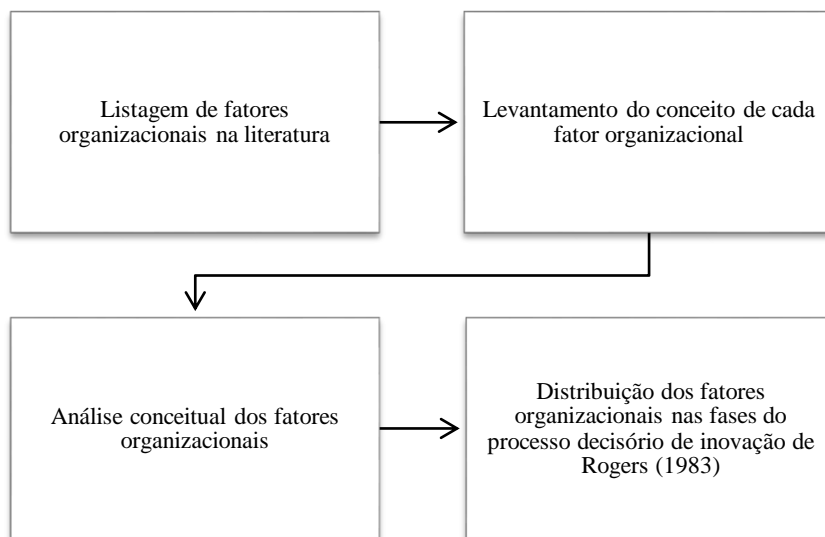 Listagem de fatores
organizacionais na literatura
Levantamento do conceito de cada
fator organizacional
Análise conceitual dos fatores
organizacionais
Distribuição dos fatores
organizacionais nas fases do
processo decisório de inovação de
Rogers (1983)